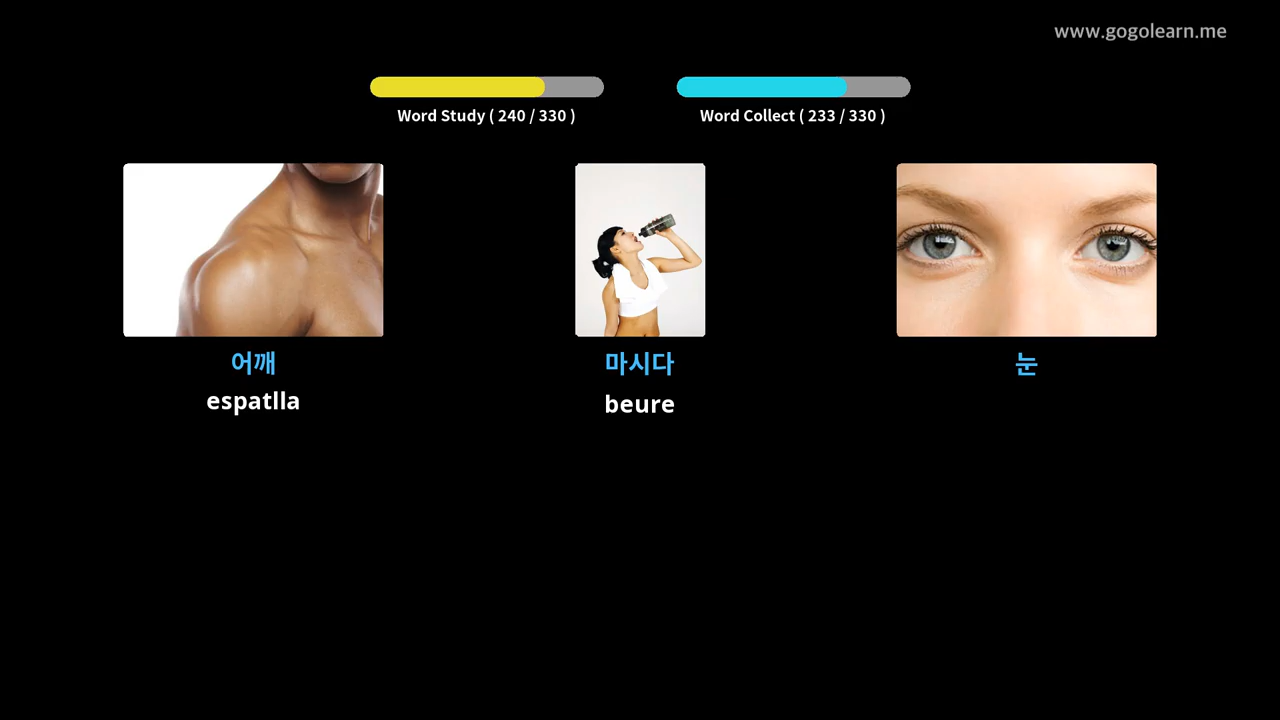 www.gogolearn.me
Word Study ( 240 / 330 )
Word Collect ( 233 / 330 )
어깨
espatlla
마시다
beure
눈